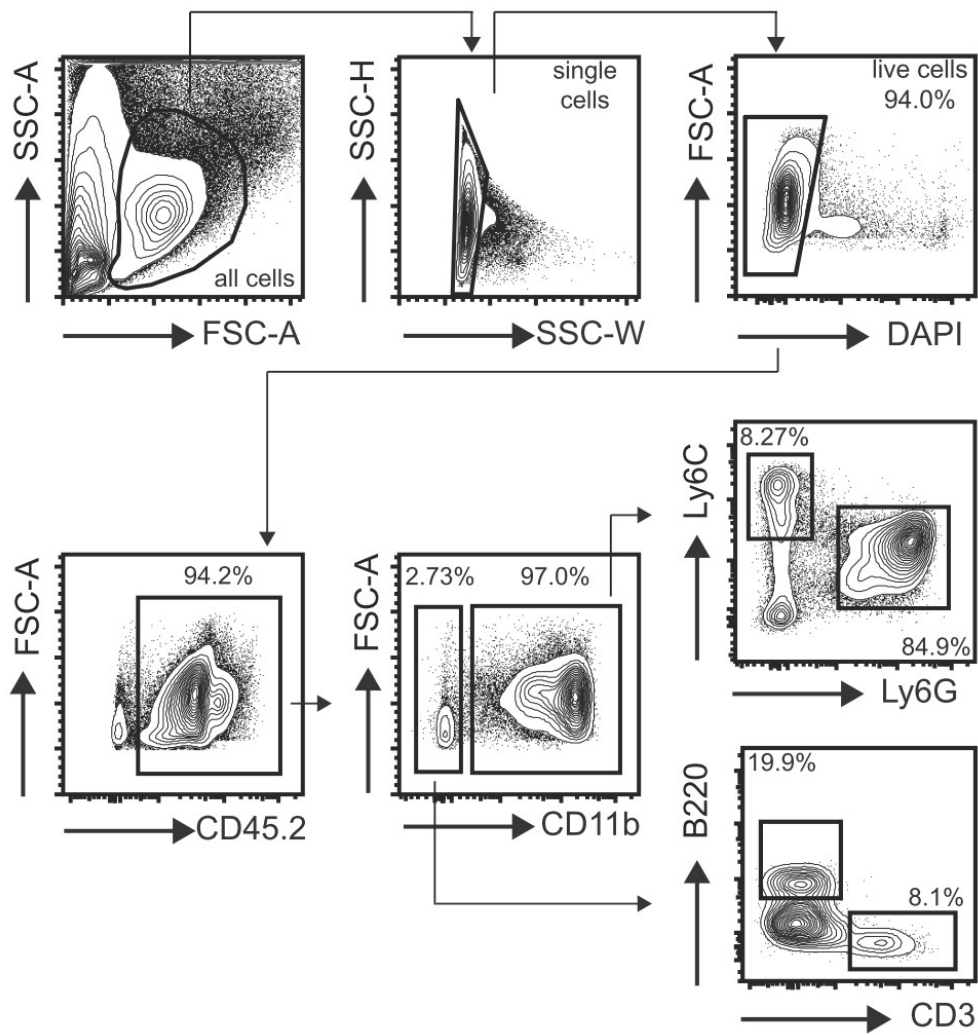 SSC-A
all cells
FSC-A
SSC-H
single
cells
SSC-W
FSC-A
live cells
94.0%
DAPI
FSC-A
94.2%
CD45.2
FSC-A
2.73%
97.0%
CD11b
Ly6C
8.27%
84.9%
Ly6G
B220
19.9%
8.1%
CD3